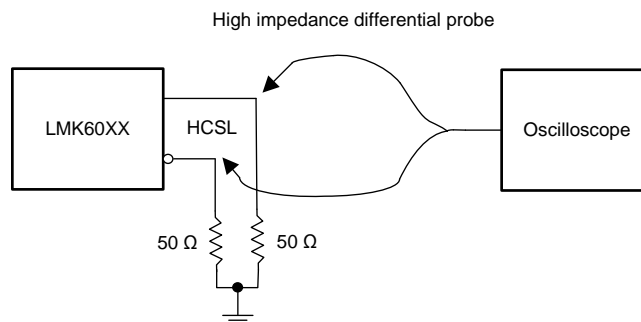 High impedance differential probe
LMK60XX
HCSL
Oscilloscope
50 Ω
50 Ω